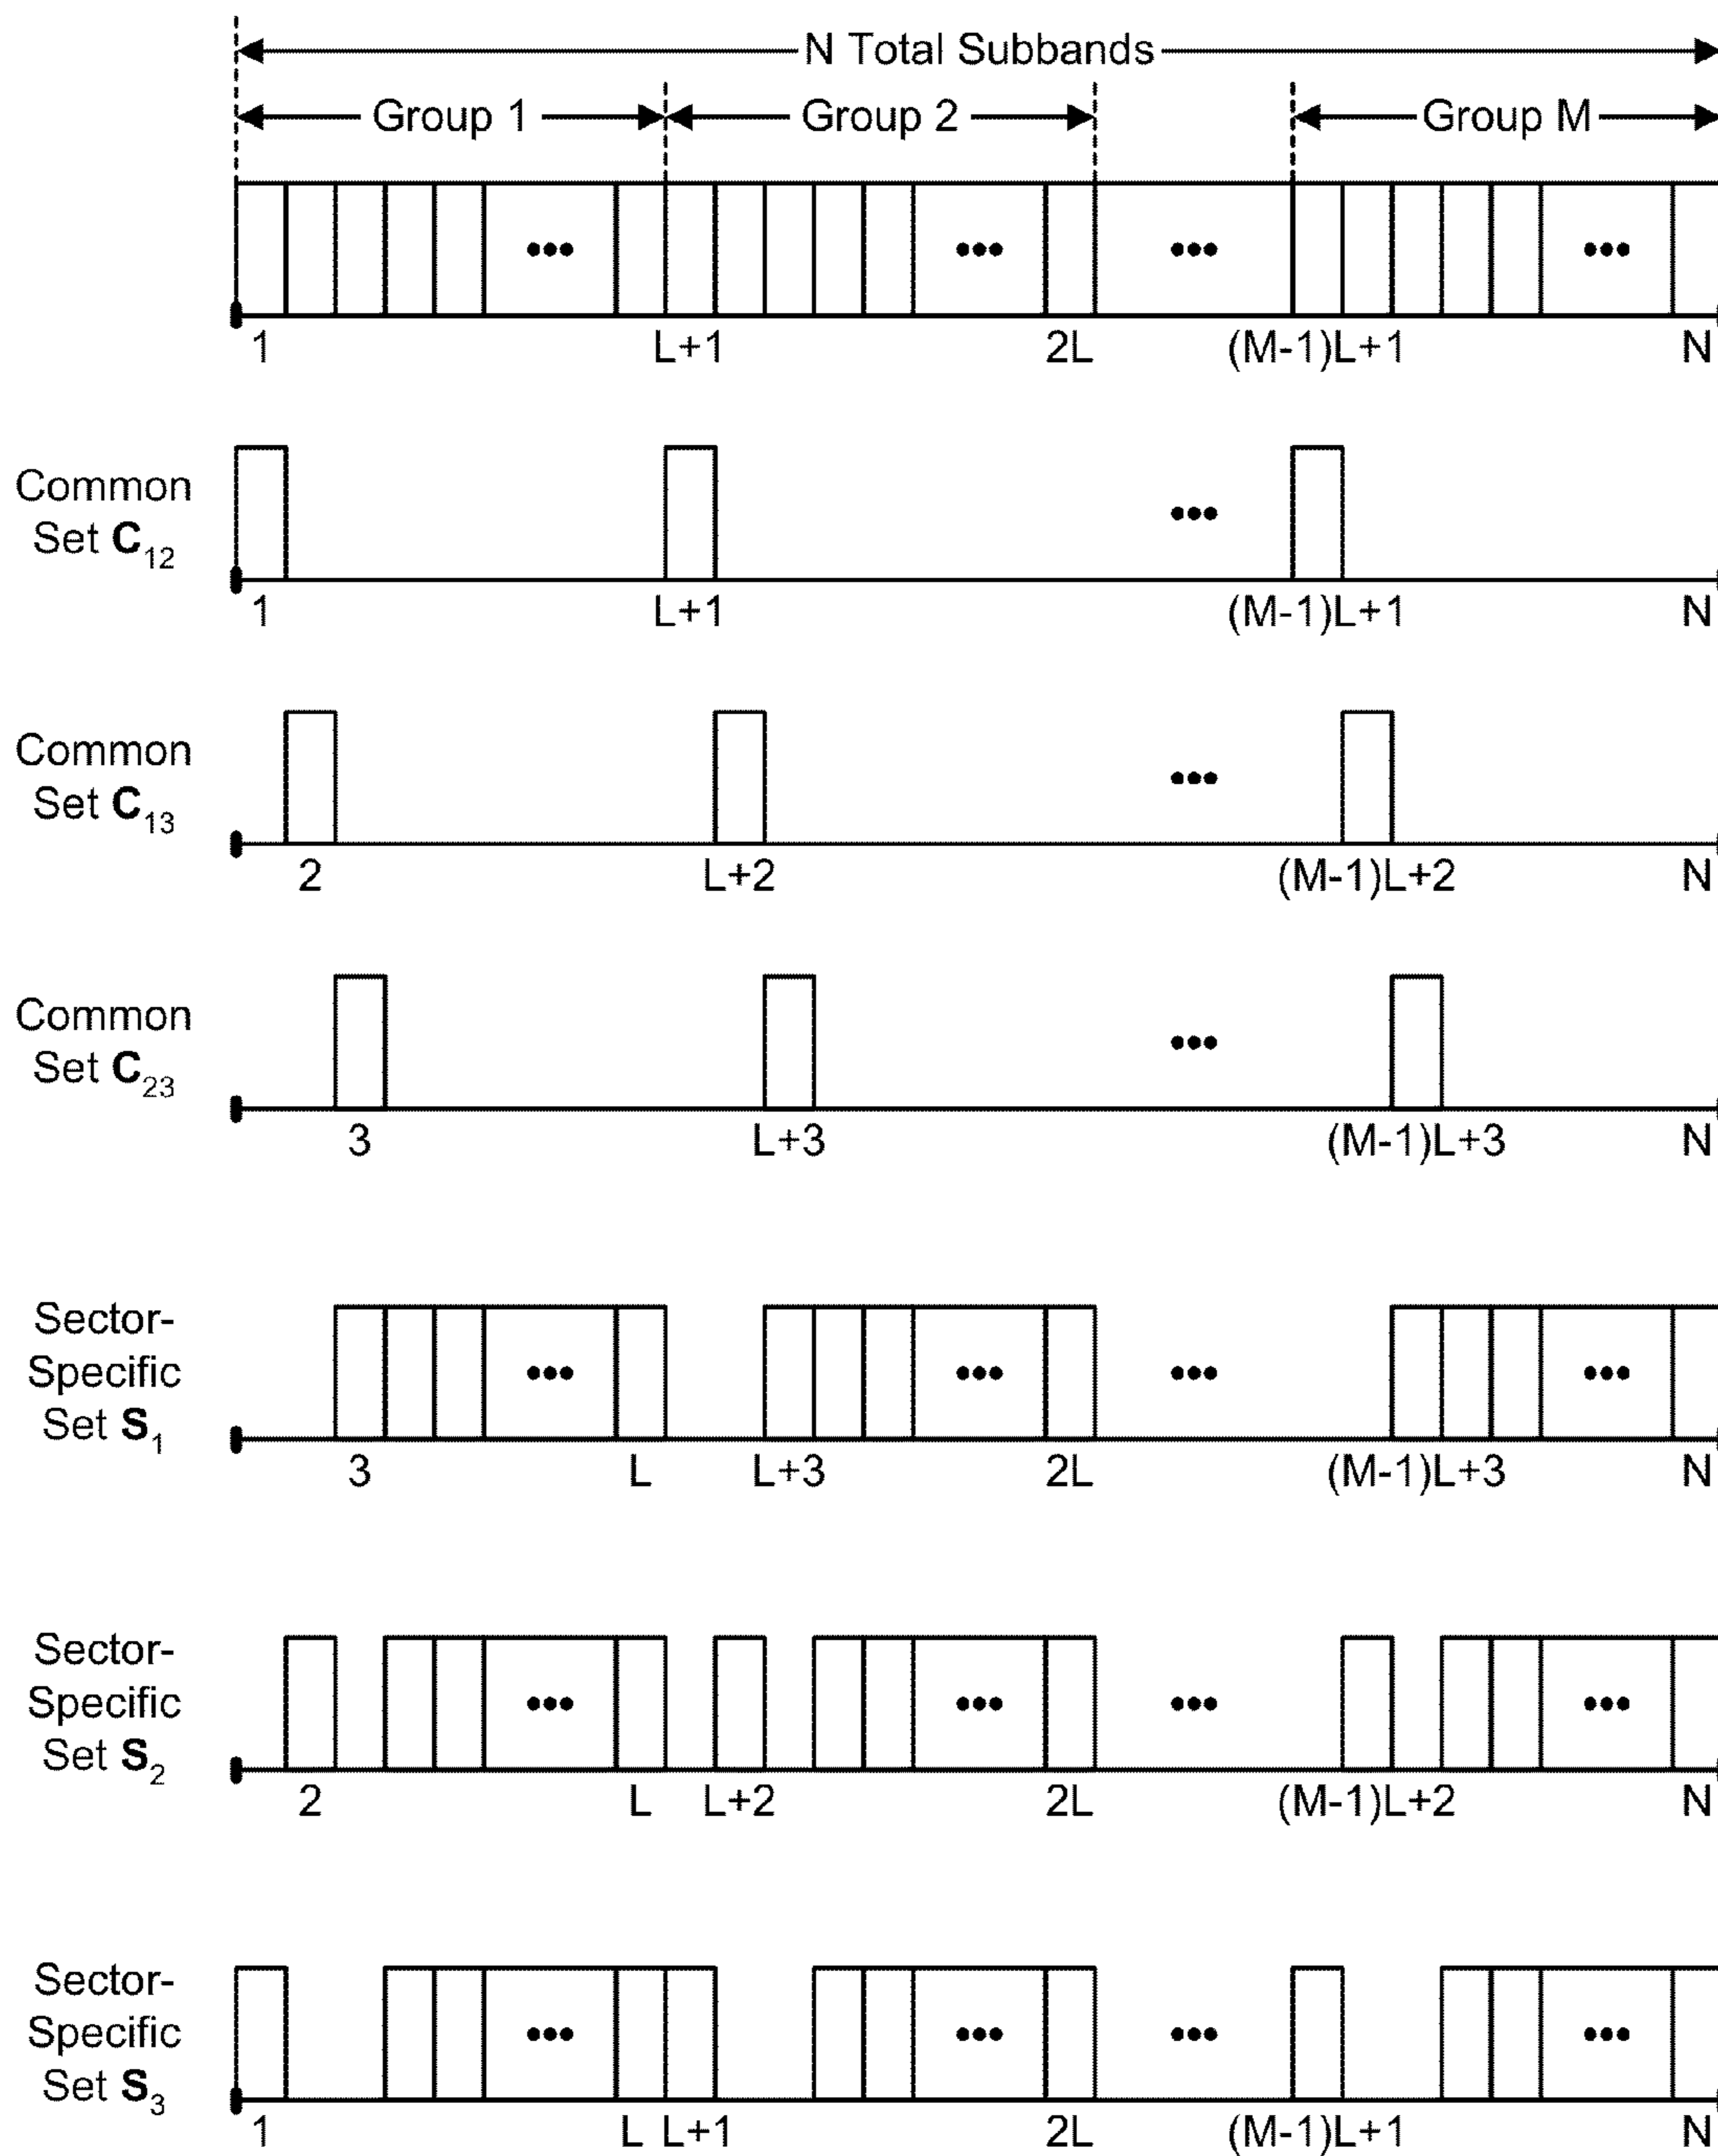 N Total Subbands
Group 1 Group 2 Group M
••• ••• ••• •••
1 L+1 2L (M-1)L+1 N
Common
Set C12
•••
1 L+1 (M-1)L+1 N
Common
Set C13
•••
2 L+2 (M-1)L+2 N
Common
Set C23
•••
3 L+3 (M-1)L+3 N
Sector-
Specific
Set S1
••• ••• ••• •••
3 L L+3 2L (M-1)L+3 N
Sector-
Specific
Set S2
••• ••• ••• •••
2 L L+2 2L (M-1)L+2 N
Sector-
Specific
Set S3
••• ••• ••• •••
1 L L+1 2L (M-1)L+1 N